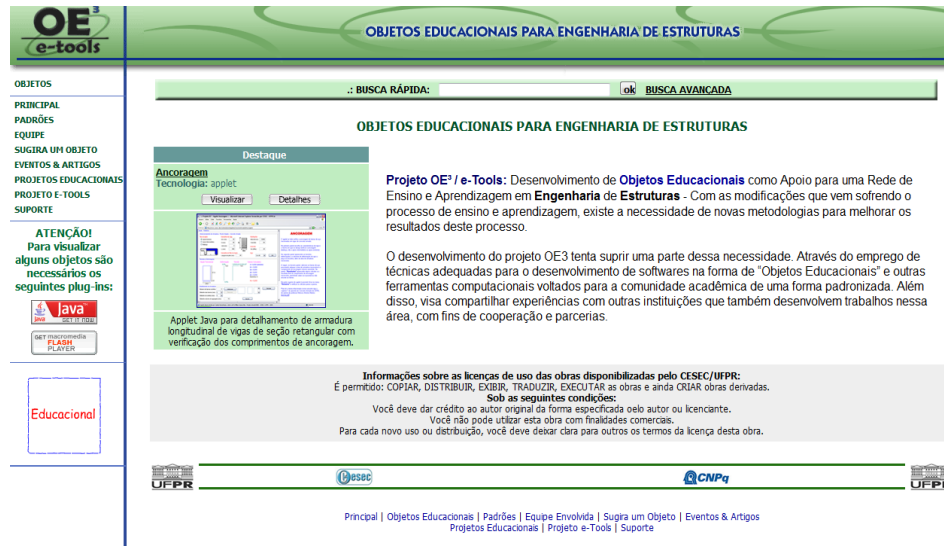 OE³
e-tools
OBJETOS EDUCACIONAIS PARA ENGENHARIA DE ESTRUTURAS
OBJETOS
PRINCIPAL
PADRÕES
EQUIPE
SUGIRA UM OBJETO
EVENTOS & ARTIGOS
PROJETOS EDUCACIONAIS
PROJETO E-TOOLS
SUPORTE
ATENÇÃO!
Para visualizar
alguns objetos são
necessários os
seguintes plug-ins:
Java
GET IT NOW
GET macromedia
FLASH
PLAYER
Educacional
.: BUSCA RÁPIDA:
ok
BUSCA AVANCADA
OBJETOS EDUCACIONAIS PARA ENGENHARIA DE ESTRUTURAS
Destaque
Ancoragem
Tecnologia: applet
Visualizar Detalhes
ANCORAGEM
Applet Java para detalhamento de armadura
longitudinal de vigas de seção retangular com
verificação dos comprimentos de ancoragem.
Projeto OE³ / e-Tools: Desenvolvimento de Objetos Educacionais como Apoio para uma Rede de
Ensino e Aprendizagem em Engenharia de Estruturas - Com as modificações que vem sofrendo o
processo de ensino e aprendizagem, existe a necessidade de novas metodologias para melhorar os
resultados deste processo.
O desenvolvimento do projeto OE3 tenta suprir uma parte dessa necessidade. Através do emprego de
técnicas adequadas para o desenvolvimento de softwares na forma de "Objetos Educacionais" e outras
ferramentas computacionais voltados para a comunidade acadêmica de uma forma padronizada. Além
disso, visa compartilhar experiências com outras instituições que também desenvolvem trabalhos nessa
área, com fins de cooperação e parcerias.
Informações sobre as licenças de uso das obras disponibilizadas pelo CESEC/UFPR:
É permitido: COPIAR, DISTRIBUIR, EXIBIR, TRADUZIR, EXECUTAR as obras e ainda CRIAR obras derivadas.
Sob as seguintes condições:
Você deve dar crédito ao autor original da forma especificada oelo autor ou licenciante.
Você não pode utilizar esta obra com finalidades comerciais.
Para cada novo uso ou distribuição, você deve deixar clara para outros os termos da licença desta obra.
UFPR
Cesec
CNPq
UFPR
Principal | Objetos Educacionais | Padrões | Equipe Envolvida | Sugira um Objeto | Eventos & Artigos
Projetos Educacionais | Projeto e-Tools | Suporte